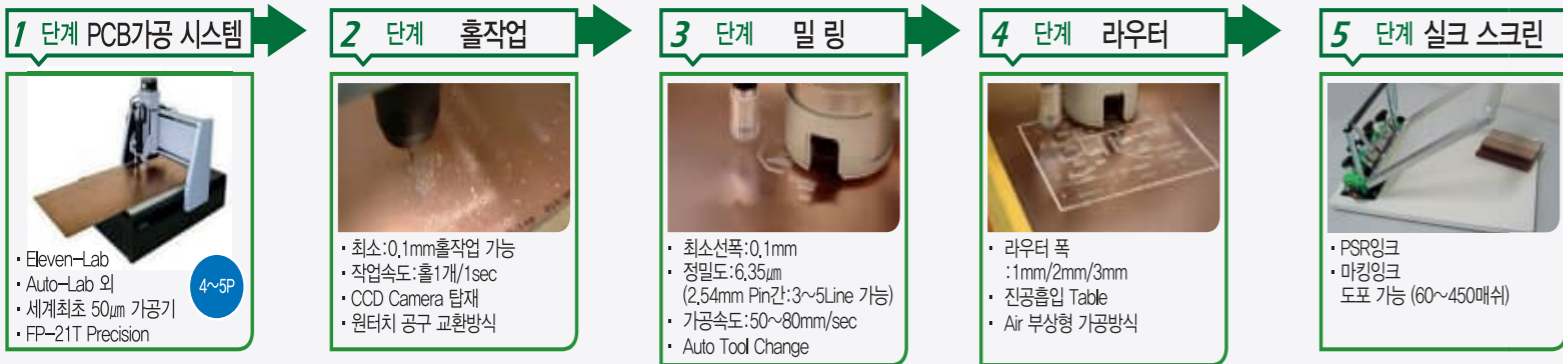 1 단계 PCB가공 시스템
· Eleven-Lab
· Auto-Lab 외
· 세계최초 50㎛ 가공기
· FP-21T Precision
4~5P
2 단계 홀작업
· 최소:0.1mm홀작업 가능
· 작업속도:홀1개/1sec
· CCD Camera 탑재
· 원터치 공구 교환방식
3 단계 밀 링
· 최소선폭:0.1mm
· 정밀도:6.35㎛
(2.54mm Pin간:3~5Line 가능)
· 가공속도:50~80mm/sec
· Auto Tool Change
4 단계 라우터
· 라우터 폭
:1mm/2mm/3mm
· 진공흡입 Table
· Air 부상형 가공방식
5 단계 실크 스크린
· PSR잉크
· 마킹잉크
도포 가능 (60~450매쉬)